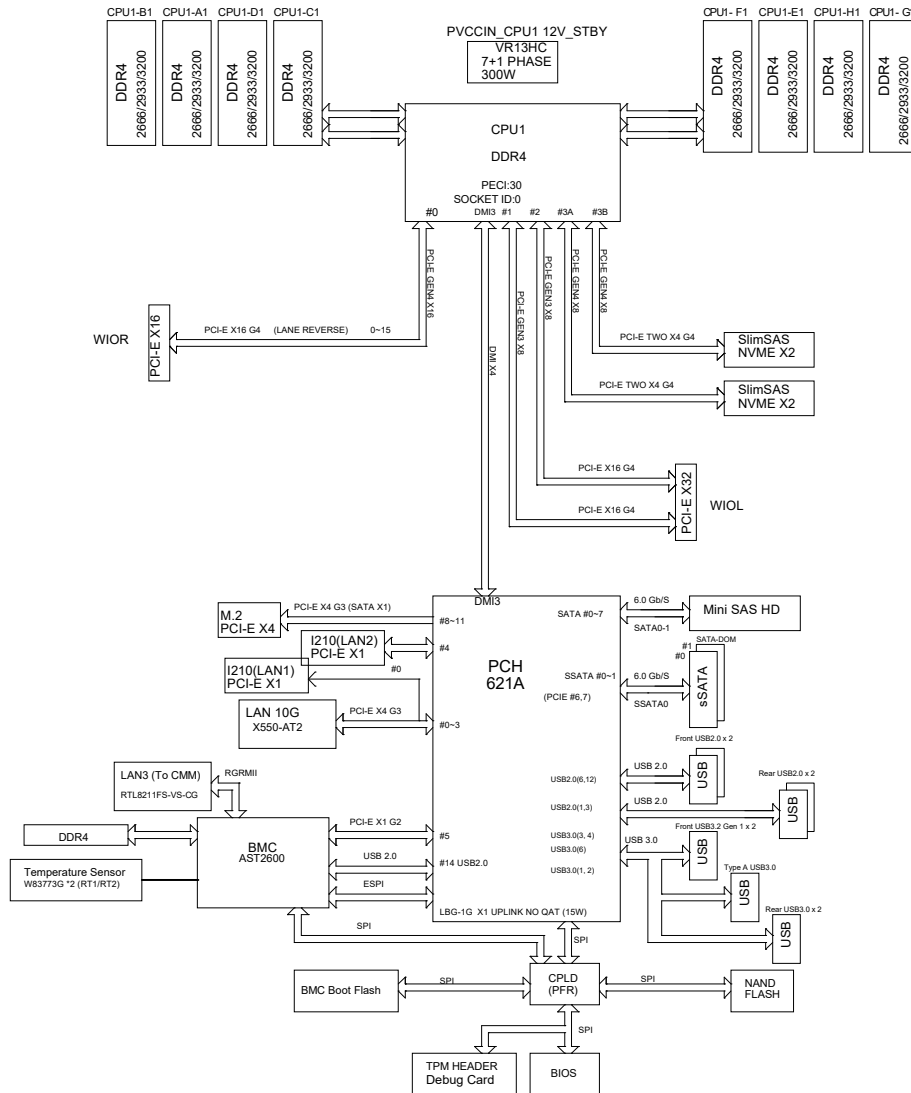 CPU1-B1 CPU1-A1 CPU1-D1 CPU1-C1
DDR4
2666/2933/3200
DDR4
2666/2933/3200
DDR4
2666/2933/3200
DDR4
2666/2933/3200
PVCCIN_CPU1 12V_STBY
VR13HC
7+1 PHASE
300W
CPU1- F1 CPU1-E1 CPU1-H1 CPU1- G
DDR4
2666/2933/3200
DDR4
2666/2933/3200
DDR4
2666/2933/3200
DDR4
2666/2933/3200
CPU1
DDR4
PECI:30
SOCKET ID:0
#0 DMI3 #1 #2 #3A #3B
PCI-E GEN4 X16
DMI X4
PCI-E GEN3 X8
PCI-E GEN3 X8
PCI-E GEN4 X8
PCI-E GEN4 X8
WIOR
PCI-E X16
PCI-E X16 G4 (LANE REVERSE) 0~15
PCI-E TWO X4 G4
SlimSAS
NVME X2
PCI-E TWO X4 G4
SlimSAS
NVME X2
PCI-E X16 G4
PCI-E X16 G4
PCI-E X32
WIOL
DMI3
M.2
PCI-E X4
PCI-E X4 G3 (SATA X1)
#8~11
SATA #0~7
6.0 Gb/S
SATA0-1
Mini SAS HD
I210(LAN2)
PCI-E X1
#4
I210(LAN1)
PCI-E X1
#0
PCH
621A
SSATA #0~1
(PCIE #6,7)
6.0 Gb/S
SSATA0
SATA-DOM
#1
#0
sSATA
LAN 10G
X550-AT2
PCI-E X4 G3
#0~3
Front USB2.0 x 2
USB2.0(6,12)
USB 2.0
USB
Rear USB2.0 x 2
USB2.0(1,3)
USB 2.0
USB
LAN3 (To CMM)
RTL8211FS-VS-CG
RGRMII
DDR4
BMC
AST2600
PCI-E X1 G2
#5
USB 2.0
#14 USB2.0
ESPI
Temperature Sensor
W83773G *2 (RT1/RT2)
USB3.0(3, 4)
USB3.0(6)
USB3.0(1, 2)
USB 3.0
Front USB3.2 Gen 1 x 2
USB
Type A USB3.0
USB
Rear USB3.0 x 2
USB
LBG-1G X1 UPLINK NO QAT (15W)
SPI
SPI
BMC Boot Flash
SPI
CPLD
(PFR)
SPI
NAND
FLASH
SPI
TPM HEADER
Debug Card
BIOS